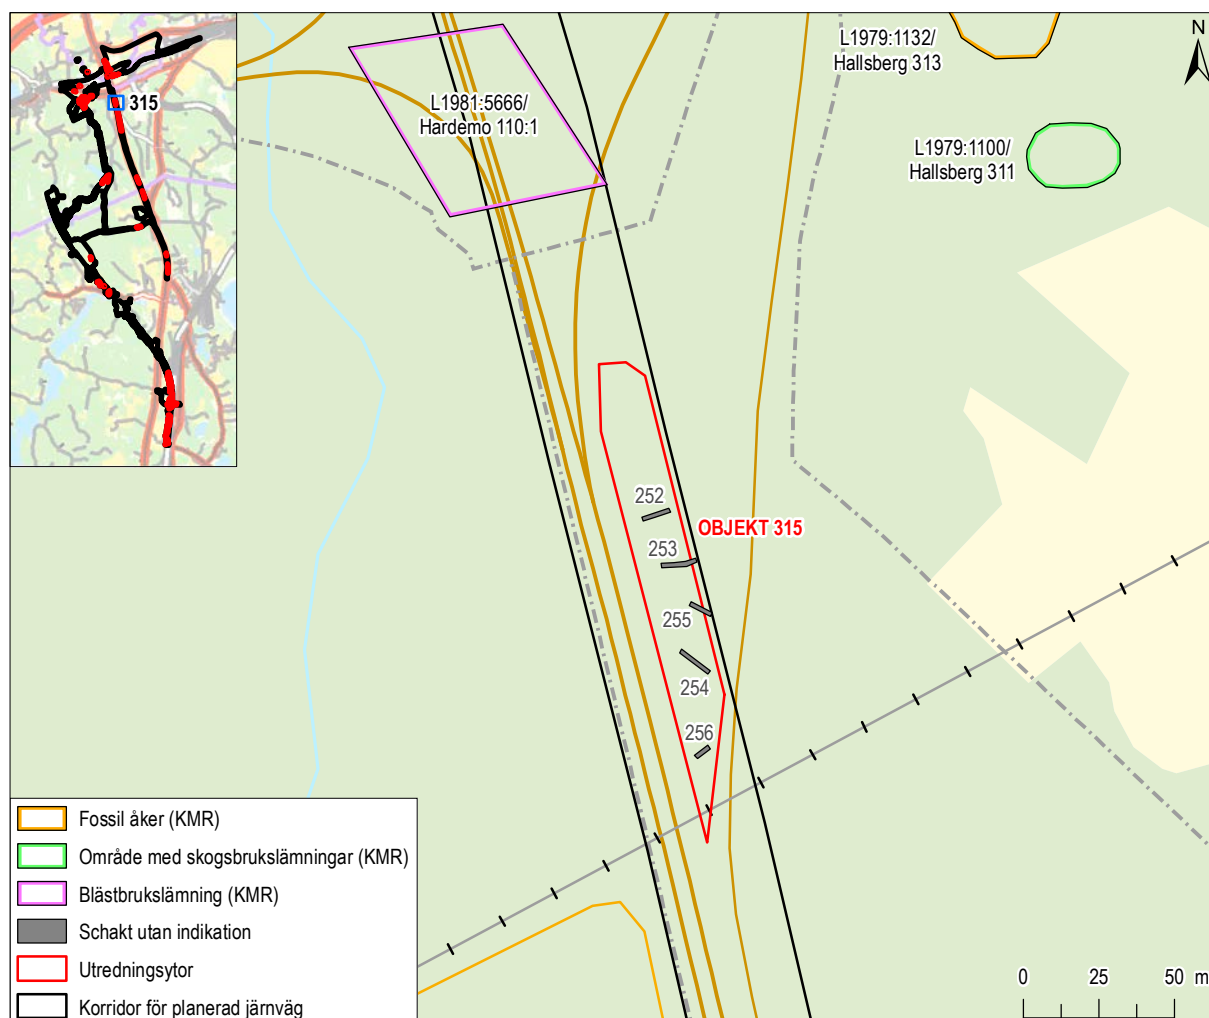 315
L1981:5666/
Hardemo 110:1
L1979:1132/
Hallsberg 313
N
L1979:1100/
Hallsberg 311
252
OBJEKT 315
253
255
254
256
Fossil åker (KMR)
Område med skogsbrukslämningar (KMR)
Blästbrukslämning (KMR)
Schakt utan indikation
Utredningsytor
Korridor för planerad järnväg
0 25 50 m